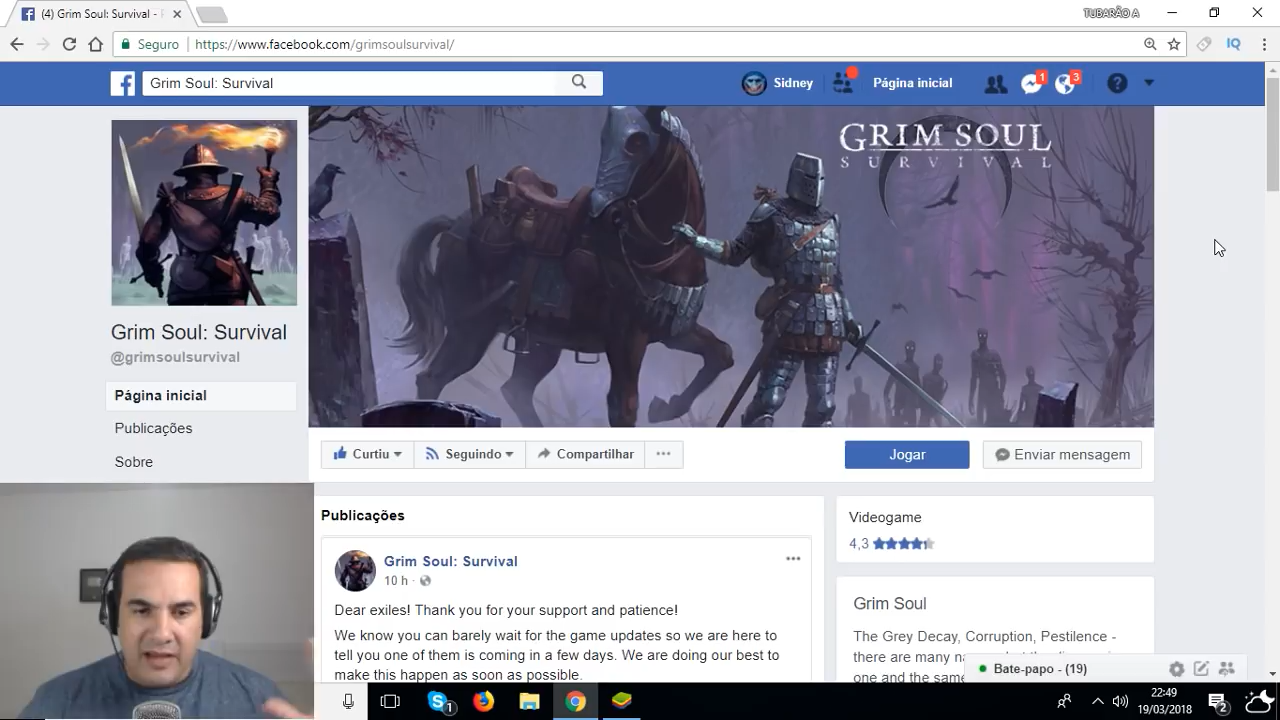 (4) Grim Soul: Survival -
TUBARÃO A
Seguro
https://www.facebook.com/grimsoulsurvival/
IQ
Grim Soul: Survival
Sidney
Página inicial
1
3
GRIM SOUL
SURVIVAL
Grim Soul: Survival
@grimsoulsurvival
Página inicial
Publicações
Sobre
Curtiu
Seguindo
Compartilhar
Jogar
Enviar mensagem
Publicações
Grim Soul: Survival
10 h
Dear exiles! Thank you for your support and patience!
We know you can barely wait for the game updates so we are here to
tell you one of them is coming in a few days. We are doing our best to
make this happen as soon as possible.
Videogame
4,3
Grim Soul
The Grey Decay, Corruption, Pestilence -
there are many
one and the same
Bate-papo - (19)
1
22:49
19/03/2018
2